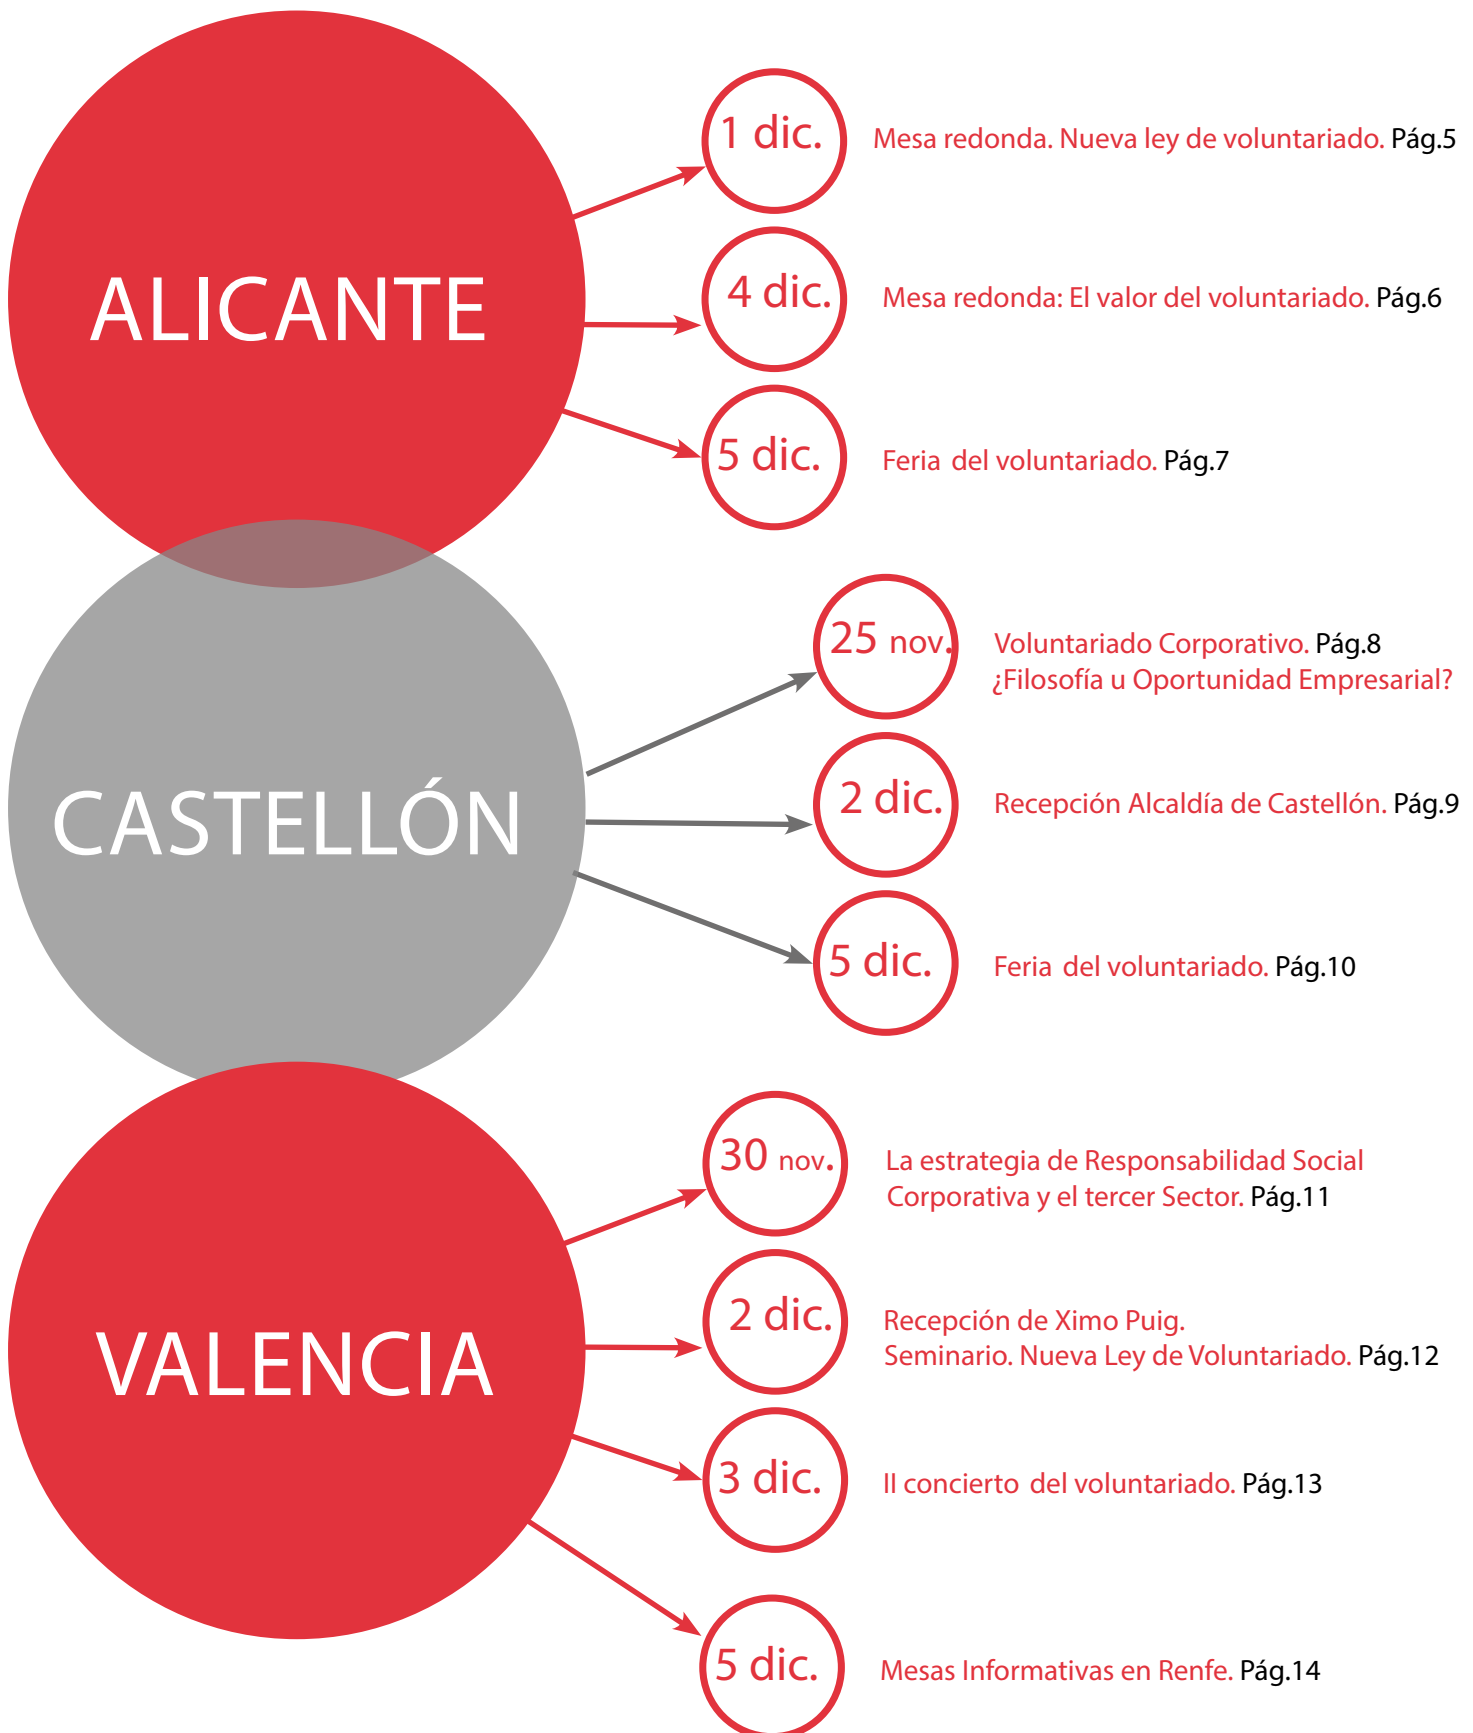 ALICANTE
1 dic.
Mesa redonda. Nueva ley de voluntariado. Pág.5
4 dic.
Mesa redonda: El valor del voluntariado. Pág.6
5 dic.
Feria del voluntariado. Pág.7
CASTELLÓN
25 nov.
Voluntariado Corporativo. Pág.8
¿Filosofía u Oportunidad Empresarial?
2 dic.
Recepción Alcaldía de Castellón. Pág.9
5 dic.
Feria del voluntariado. Pág.10
VALENCIA
30 nov.
La estrategia de Responsabilidad Social
Corporativa y el tercer Sector. Pág.11
2 dic.
Recepción de Ximo Puig.
Seminario. Nueva Ley de Voluntariado. Pág.12
3 dic.
II concierto del voluntariado. Pág.13
5 dic.
Mesas Informativas en Renfe. Pág.14